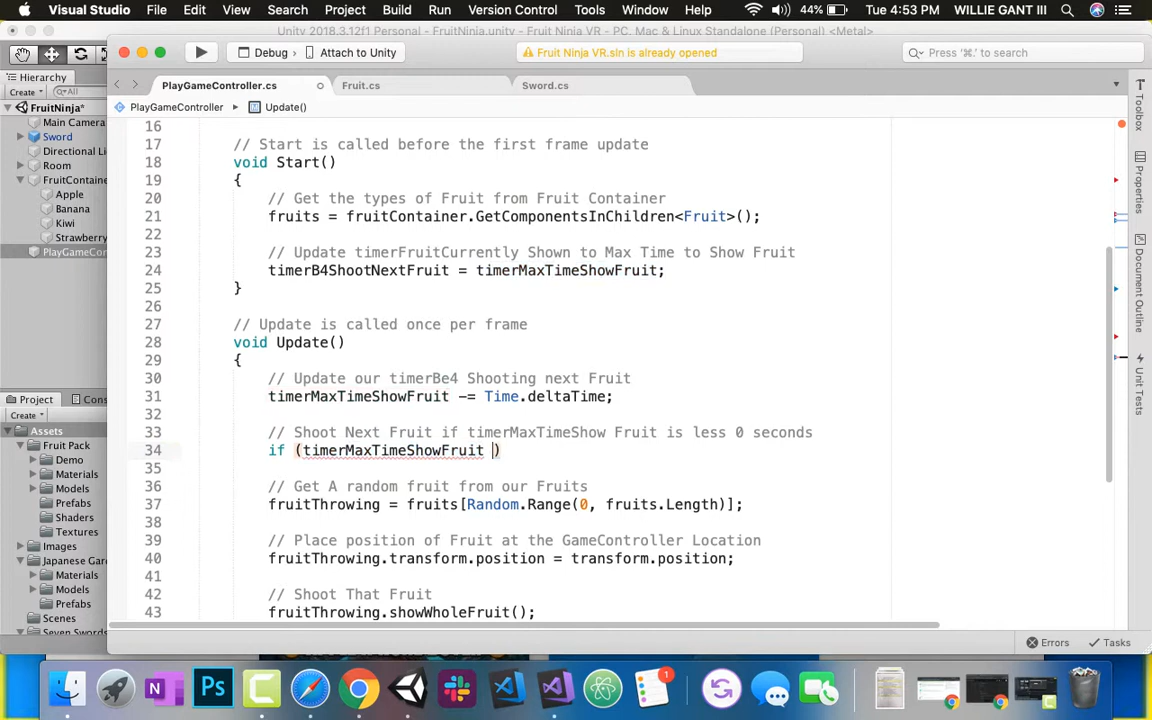 Visual Studio File Edit View Search Project Build Run Version Control Tools Window Help 44% Tue 4:53 PM WILLIE GANT III
Unity 2018.3.12f1 Personal - FruitNinja.unity - Fruit Ninja VR - PC, Mac & Linux Standalone (Personal) <Metal>
Debug Attach to Unity Fruit Ninja VR.sln is already opened Press '⌘.' to search
Hierarchy
Create All
FruitNinja*
Main Camera
Sword
Directional Li
Room
FruitContaine
Apple
Banana
Kiwi
Strawberry
PlayGameCon
Project Cons
Create
Assets
Fruit Pack
Demo
Materials
Models
Prefabs
Shaders
Textures
Images
Japanese Gar
Materials
Models
Prefabs
Scenes
Seven Swords
PlayGameController.cs Fruit.cs Sword.cs
PlayGameController Update()
16
17 // Start is called before the first frame update
18 void Start()
19 {
20 // Get the types of Fruit from Fruit Container
21 fruits = fruitContainer.GetComponentsInChildren<Fruit>();
22
23 // Update timerFruitCurrently Shown to Max Time to Show Fruit
24 timerB4ShootNextFruit = timerMaxTimeShowFruit;
25 }
26
27 // Update is called once per frame
28 void Update()
29 {
30 // Update our timerBe4 Shooting next Fruit
31 timerMaxTimeShowFruit -= Time.deltaTime;
32
33 // Shoot Next Fruit if timerMaxTimeShow Fruit is less 0 seconds
34 if (timerMaxTimeShowFruit )
35
36 // Get A random fruit from our Fruits
37 fruitThrowing = fruits[Random.Range(0, fruits.Length)];
38
39 // Place position of Fruit at the GameController Location
40 fruitThrowing.transform.position = transform.position;
41
42 // Shoot That Fruit
43 fruitThrowing.showWholeFruit();
Toolbox
Properties
Document Outline
Unit Tests
Errors Tasks
N
Ps
1